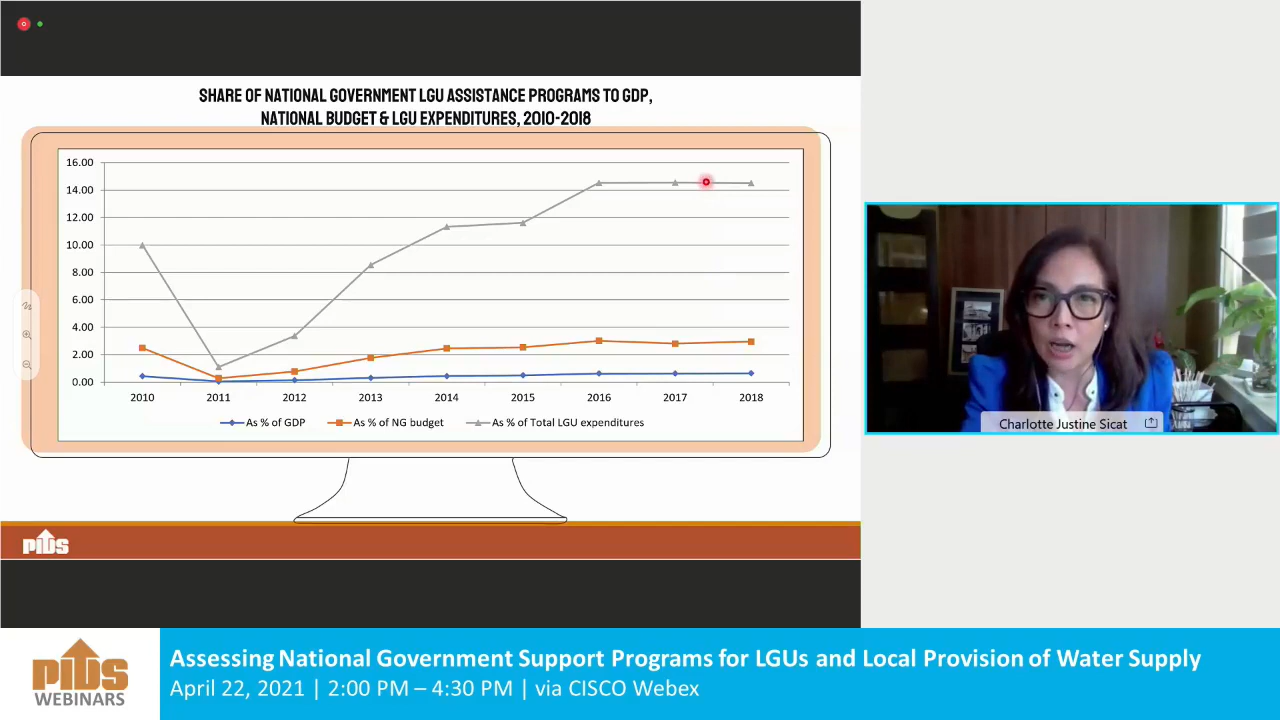 SHARE OF NATIONAL GOVERNMENT LGU ASSISTANCE PROGRAMS TO GDP,
NATIONAL BUDGET & LGU EXPENDITURES, 2010-2018
16.00
14.00
12.00
10.00
8.00
6.00
4.00
2.00
0.00
2010 2011 2012 2013 2014 2015 2016 2017 2018
As % of GDP As % of NG budget As % of Total LGU expenditures
Charlotte Justine Sicat
PIDS
PIDS
WEBINARS
Assessing National Government Support Programs for LGUs and Local Provision of Water Supply
April 22, 2021 | 2:00 PM – 4:30 PM | via CISCO Webex